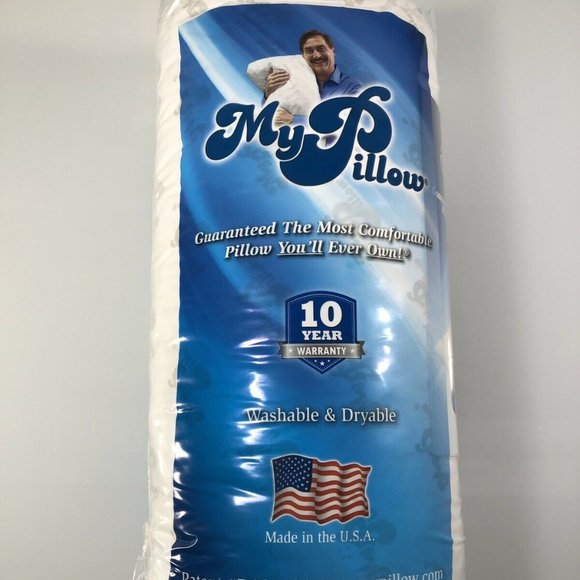 MyPillow®
Guaranteed The Most Comfortable
Pillow You'll Ever Own!®
10
YEAR
WARRANTY
Washable & Dryable
Made in the U.S.A.